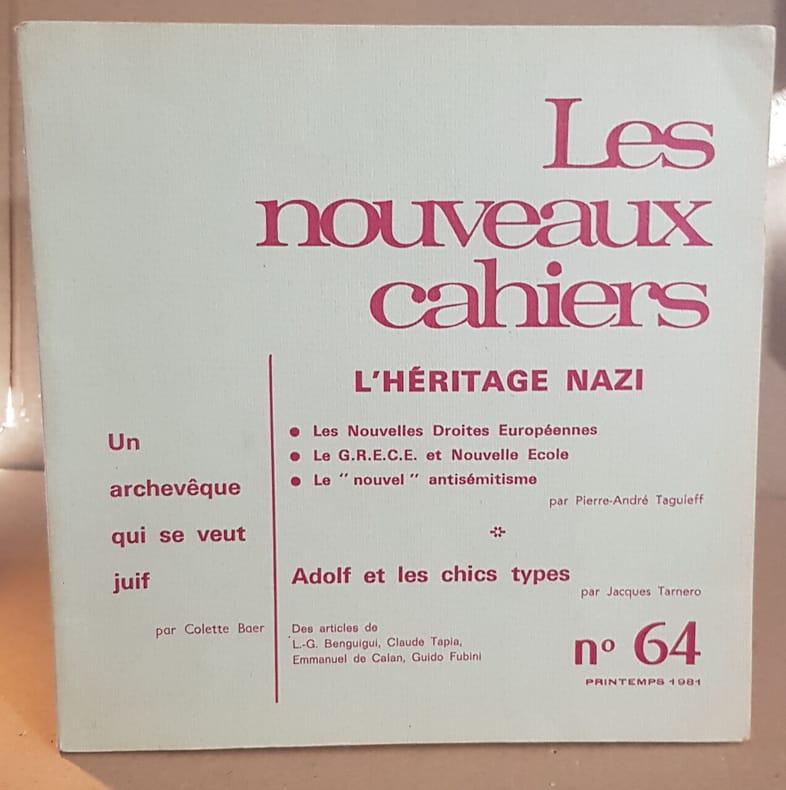 Les
nouveaux
cahiers
L'HÉRITAGE NAZI
● Les Nouvelles Droites Européennes
● Le G.R.E.C.E. et Nouvelle Ecole
● Le "nouvel" antisémitisme
par Pierre-André Taguieff
Adolf et les chics types
par Jacques Tarnero
Des articles de
L.-G. Benguigui, Claude Tapia,
Emmanuel de Calan, Guido Fubini
nº 64
PRINTEMPS 1981
Un
archevêque
qui se veut
juif
par Colette Baer